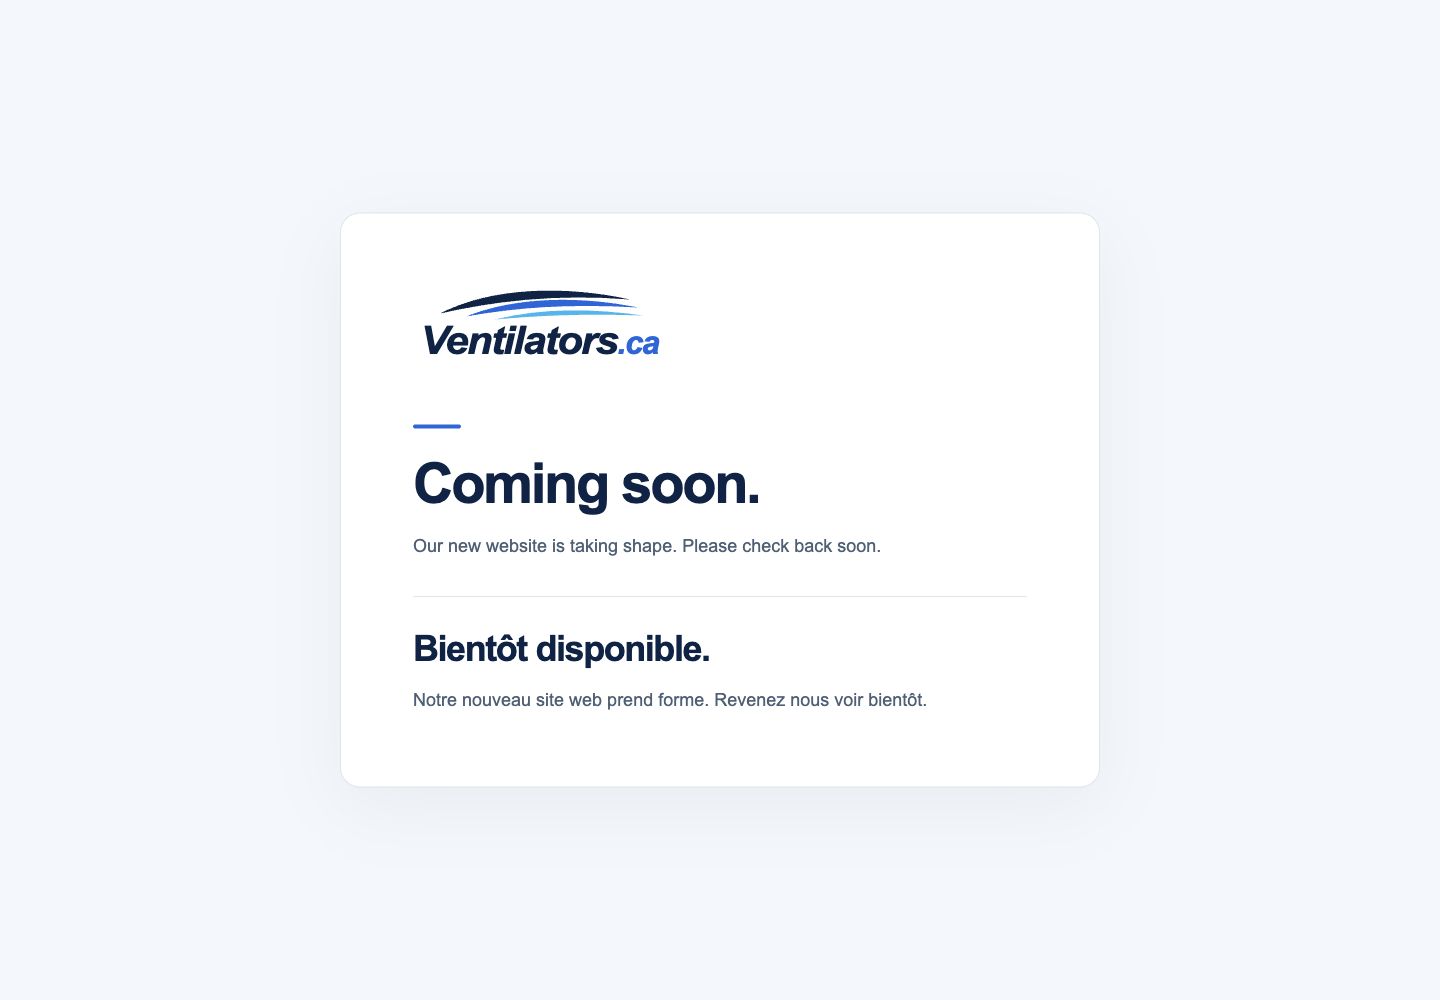 Ventilators.ca
Coming soon.
Our new website is taking shape. Please check back soon.
Bientôt disponible.
Notre nouveau site web prend forme. Revenez nous voir bientôt.